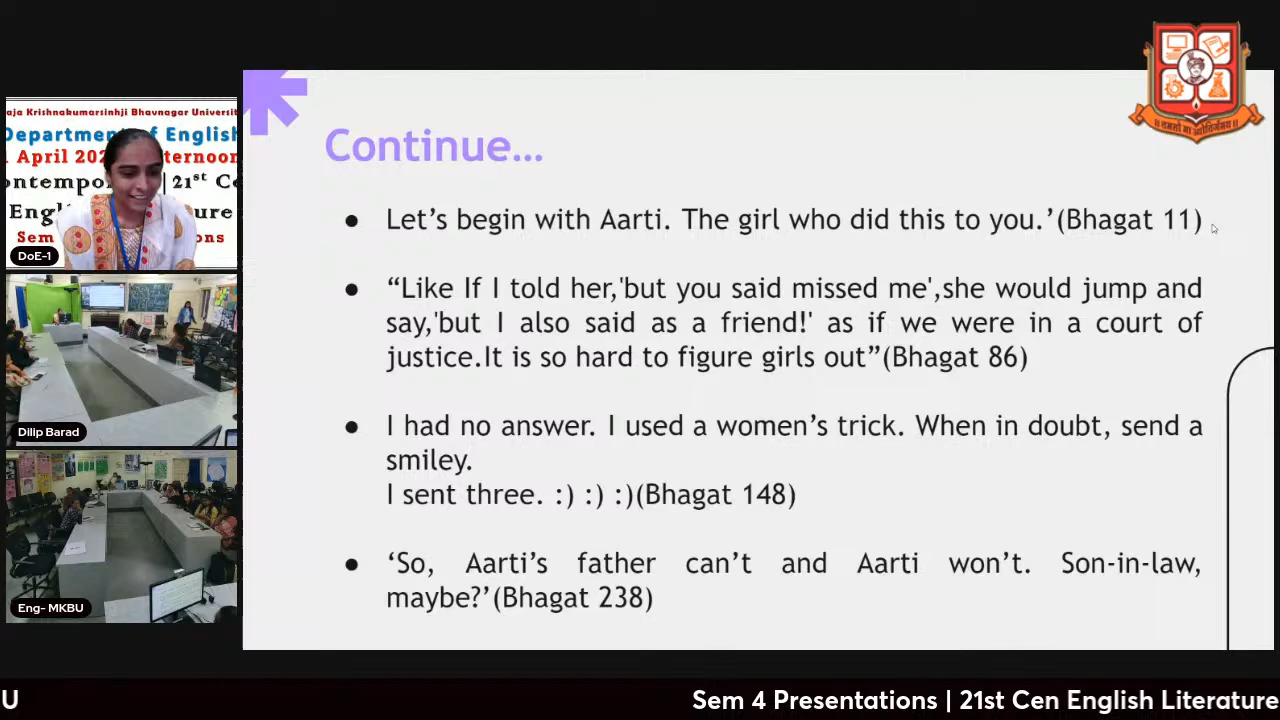 aja Krishnakumarsinhji Bhavnagar Universit
Department of English
April 202 fternoon
ontempo | 21st Ce
Engl ure
Sem ons
DoE-1
Dilip Barad
Eng- MKBU
Continue...
● Let’s begin with Aarti. The girl who did this to you.’(Bhagat 11)
● “Like If I told her,'but you said missed me',she would jump and
say,'but I also said as a friend!' as if we were in a court of
justice.It is so hard to figure girls out”(Bhagat 86)
● I had no answer. I used a women’s trick. When in doubt, send a
smiley.
I sent three. :) :) :)(Bhagat 148)
● ‘So, Aarti’s father can’t and Aarti won’t. Son-in-law,
maybe?’(Bhagat 238)
U
Sem 4 Presentations | 21st Cen English Literature